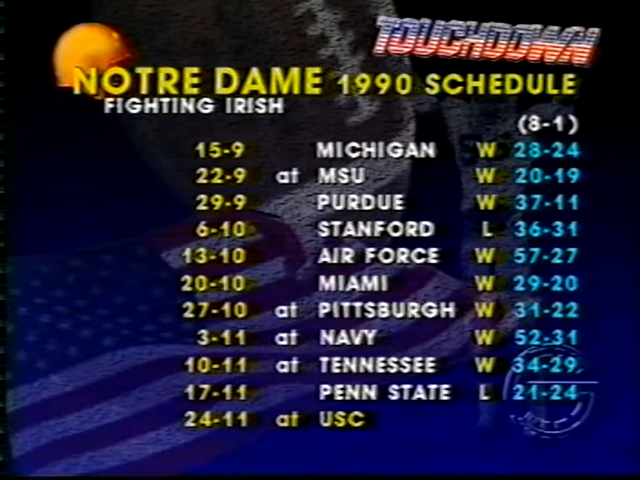 TOUCHDOWN
NOTRE DAME 1990 SCHEDULE
FIGHTING IRISH
(8-1)
15-9 MICHIGAN W 28-24
22-9 at MSU W 20-19
29-9 PURDUE W 37-11
6-10 STANFORD L 36-31
13-10 AIR FORCE W 57-27
20-10 MIAMI W 29-20
27-10 at PITTSBURGH W 31-22
3-11 at NAVY W 52-31
10-11 at TENNESSEE W 34-29
17-11 PENN STATE L 21-24
24-11 at USC